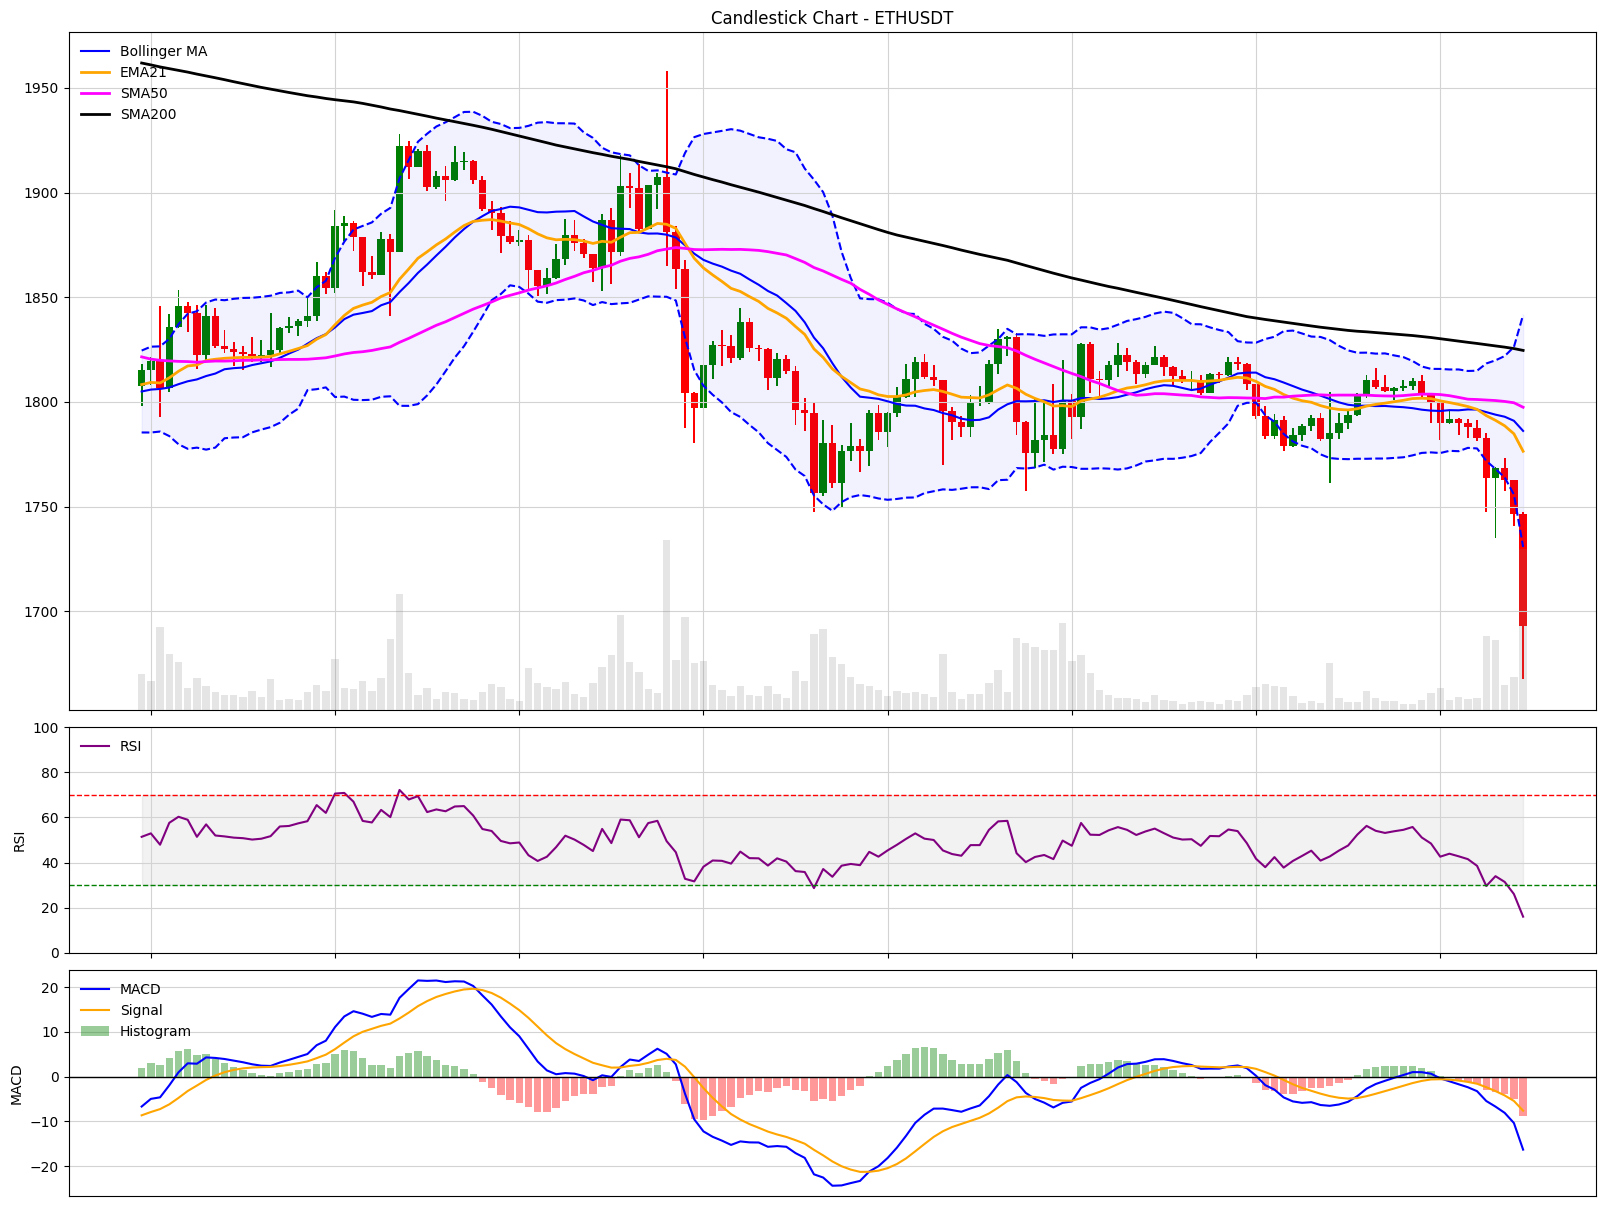 Candlestick Chart - ETHUSDT
Bollinger MA
EMA21
SMA50
SMA200
1950
1900
1850
1800
1750
1700
RSI
100
80
60
40
20
0
RSI
MACD
Signal
Histogram
20
10
0
−10
−20
MACD